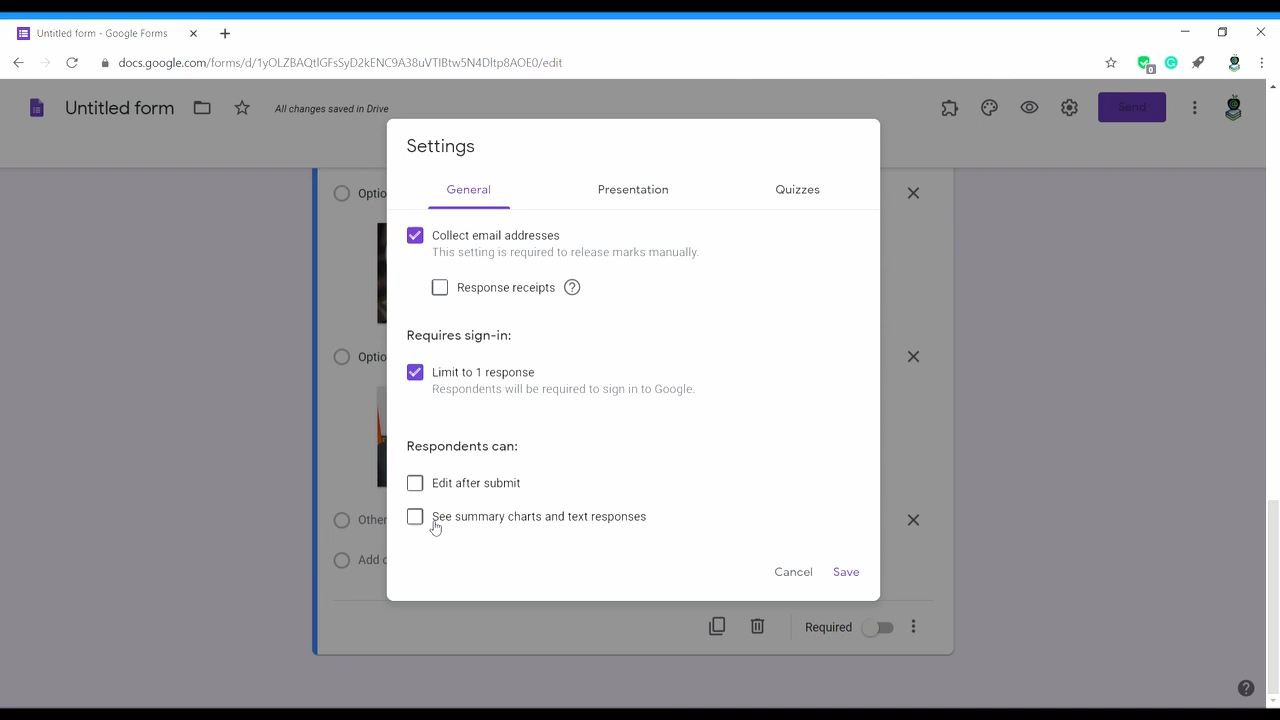 Untitled form - Google Forms
docs.google.com/forms/d/1yOLZBAQtlGFsSyD2kENC9A38uVTlBtw5N4DItp8AOE0/edit
0
Untitled form
All changes saved in Drive
Send
Settings
General
Presentation
Quizzes
Optio
Collect email addresses
This setting is required to release marks manually.
Response receipts
Requires sign-in:
Optio
Limit to 1 response
Respondents will be required to sign in to Google.
Respondents can:
Edit after submit
Othe
See summary charts and text responses
Add o
Cancel
Save
Required